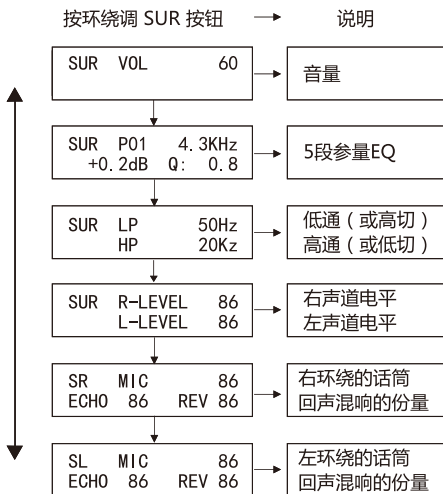 按环绕调 SUR 按钮 说明
SUR VOL 60
音量
SUR P01 4.3KHz
+0.2dB Q: 0.8
5段参量EQ
SUR LP 50Hz
HP 20Kz
低通（或高切）
高通（或低切）
SUR R-LEVEL 86
L-LEVEL 86
右声道电平
左声道电平
SR MIC 86
ECHO 86 REV 86
右环绕的话筒
回声混响的份量
SL MIC 86
ECHO 86 REV 86
左环绕的话筒
回声混响的份量